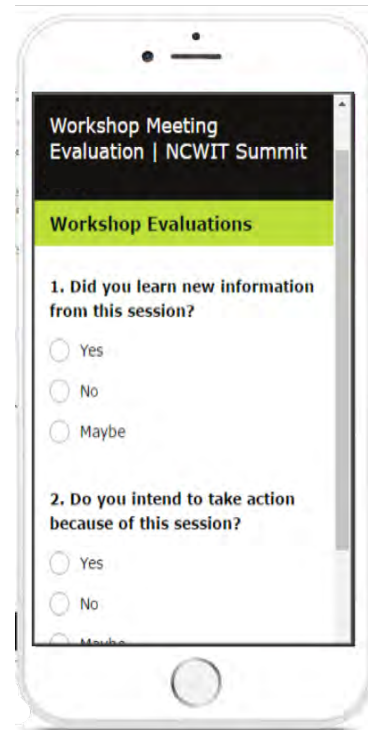 Workshop Meeting
Evaluation | NCWIT Summit
Workshop Evaluations
1. Did you learn new information
from this session?
Yes
No
Maybe
2. Do you intend to take action
because of this session?
Yes
No
Maybe